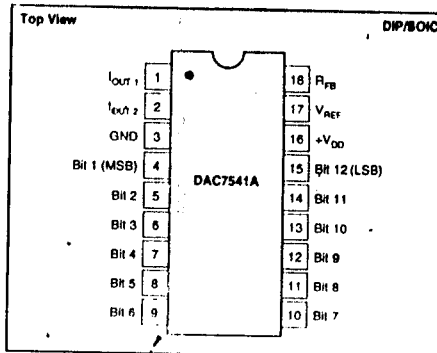 Top View DIP/SOIC
IOUT 1 1 18 RFB
IOUT 2 2 17 VREF
GND 3 16 +VDD
Bit 1 (MSB) 4 15 Bit 12 (LSB)
DAC7541A
Bit 2 5 14 Bit 11
Bit 3 6 13 Bit 10
Bit 4 7 12 Bit 9
Bit 5 8 11 Bit 8
Bit 6 9 10 Bit 7